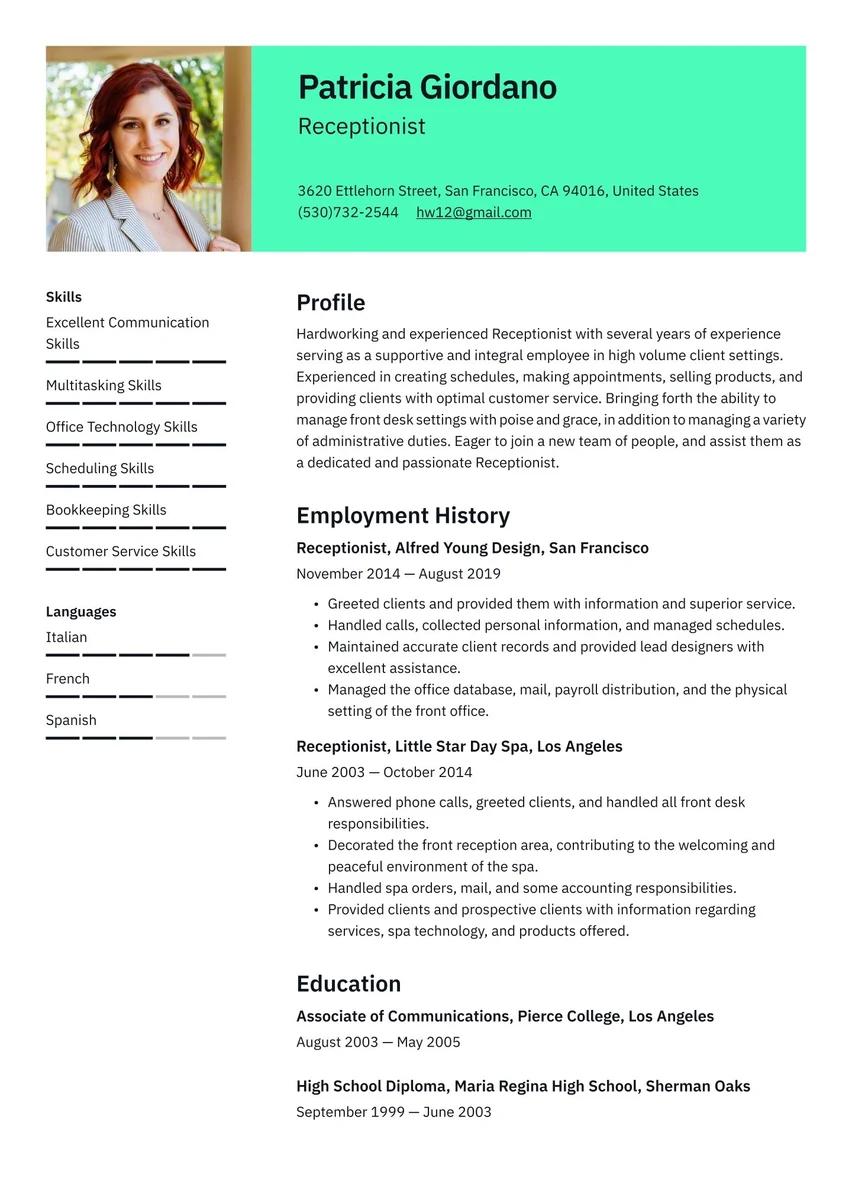 Patricia Giordano
Receptionist
3620 Ettlehorn Street, San Francisco, CA 94016, United States
(530)732-2544 hw12@gmail.com
Skills
Excellent Communication
Skills
Multitasking Skills
Office Technology Skills
Scheduling Skills
Bookkeeping Skills
Customer Service Skills
Languages
Italian
French
Spanish
Profile
Hardworking and experienced Receptionist with several years of experience
serving as a supportive and integral employee in high volume client settings.
Experienced in creating schedules, making appointments, selling products, and
providing clients with optimal customer service. Bringing forth the ability to
manage front desk settings with poise and grace, in addition to managing a variety
of administrative duties. Eager to join a new team of people, and assist them as
a dedicated and passionate Receptionist.
Employment History
Receptionist, Alfred Young Design, San Francisco
November 2014 — August 2019
• Greeted clients and provided them with information and superior service.
• Handled calls, collected personal information, and managed schedules.
• Maintained accurate client records and provided lead designers with
excellent assistance.
• Managed the office database, mail, payroll distribution, and the physical
setting of the front office.
Receptionist, Little Star Day Spa, Los Angeles
June 2003 — October 2014
• Answered phone calls, greeted clients, and handled all front desk
responsibilities.
• Decorated the front reception area, contributing to the welcoming and
peaceful environment of the spa.
• Handled spa orders, mail, and some accounting responsibilities.
• Provided clients and prospective clients with information regarding
services, spa technology, and products offered.
Education
Associate of Communications, Pierce College, Los Angeles
August 2003 — May 2005
High School Diploma, Maria Regina High School, Sherman Oaks
September 1999 — June 2003